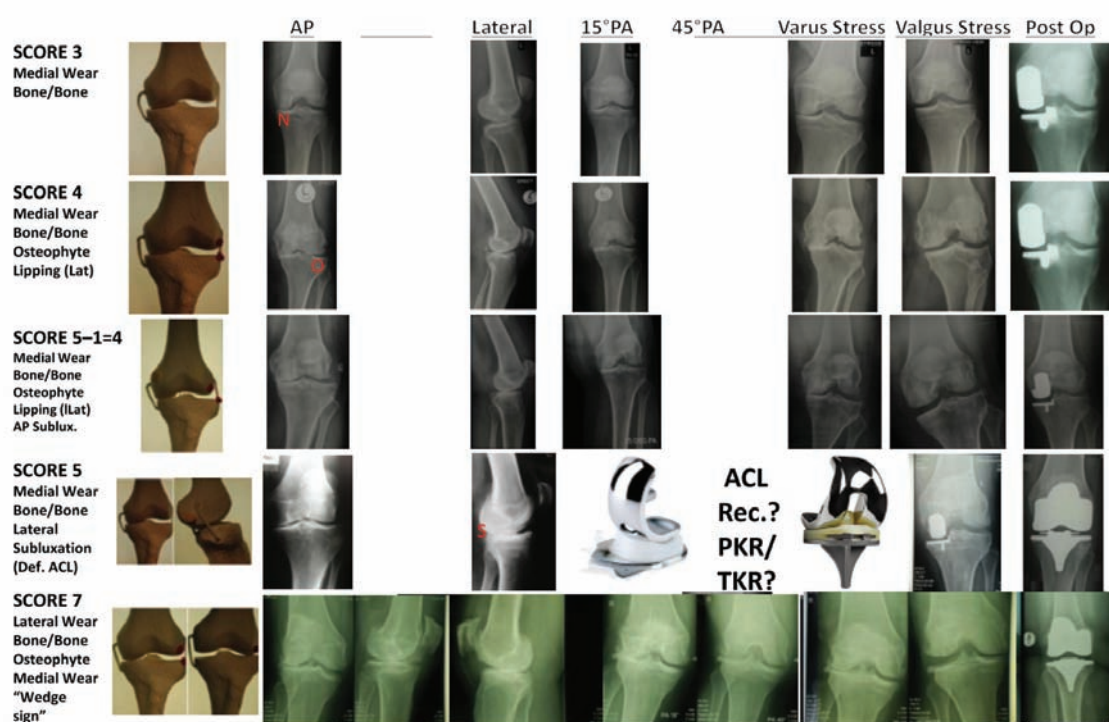 AP Lateral 15°PA 45°PA Varus Stress Valgus Stress Post Op
SCORE 3
Medial Wear
Bone/Bone
N
L
SCORE 4
Medial Wear
Bone/Bone
Osteophyte
Lipping (Lat)
L
O
SCORE 5–1=4
Medial Wear
Bone/Bone
Osteophyte
Lipping (lLat)
AP Sublux.
SCORE 5
Medial Wear
Bone/Bone
Lateral
Subluxation
(Def. ACL)
S
ACL
Rec.?
PKR/
TKR?
SCORE 7
Lateral Wear
Bone/Bone
Osteophyte
Medial Wear
“Wedge
sign”